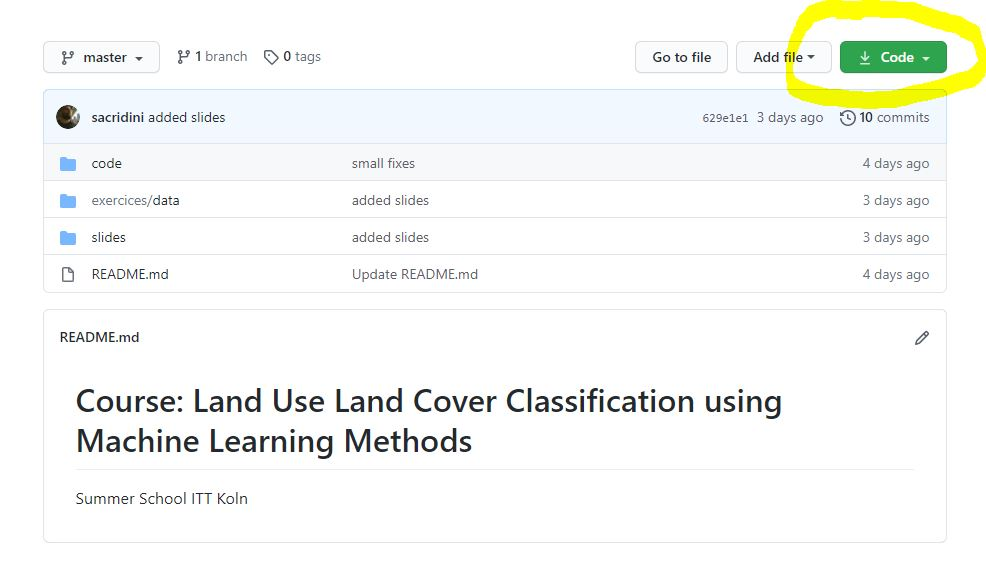 master 1 branch 0 tags Go to file Add file Code
sacridini added slides 629e1e1 3 days ago 10 commits
code small fixes 4 days ago
exercices/data added slides 3 days ago
slides added slides 3 days ago
README.md Update README.md 4 days ago
README.md
Course: Land Use Land Cover Classification using
Machine Learning Methods
Summer School ITT Koln